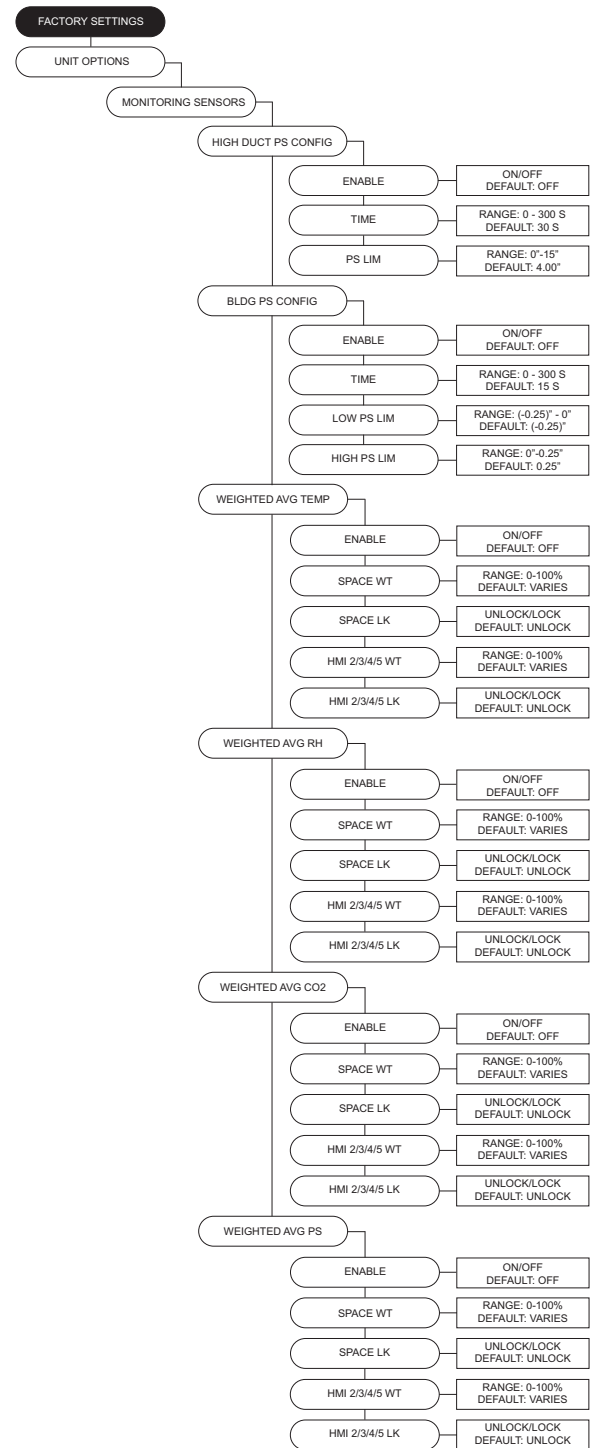 FACTORY SETTINGS
UNIT OPTIONS
MONITORING SENSORS
HIGH DUCT PS CONFIG
ENABLE
ON/OFF
DEFAULT: OFF
TIME
RANGE: 0 - 300 S
DEFAULT: 30 S
PS LIM
RANGE: 0"-15"
DEFAULT: 4.00"
BLDG PS CONFIG
ENABLE
ON/OFF
DEFAULT: OFF
TIME
RANGE: 0 - 300 S
DEFAULT: 15 S
LOW PS LIM
RANGE: (-0.25)" - 0"
DEFAULT: (-0.25)"
HIGH PS LIM
RANGE: 0"-0.25"
DEFAULT: 0.25"
WEIGHTED AVG TEMP
ENABLE
ON/OFF
DEFAULT: OFF
SPACE WT
RANGE: 0-100%
DEFAULT: VARIES
SPACE LK
UNLOCK/LOCK
DEFAULT: UNLOCK
HMI 2/3/4/5 WT
RANGE: 0-100%
DEFAULT: VARIES
HMI 2/3/4/5 LK
UNLOCK/LOCK
DEFAULT: UNLOCK
WEIGHTED AVG RH
ENABLE
ON/OFF
DEFAULT: OFF
SPACE WT
RANGE: 0-100%
DEFAULT: VARIES
SPACE LK
UNLOCK/LOCK
DEFAULT: UNLOCK
HMI 2/3/4/5 WT
RANGE: 0-100%
DEFAULT: VARIES
HMI 2/3/4/5 LK
UNLOCK/LOCK
DEFAULT: UNLOCK
WEIGHTED AVG CO2
ENABLE
ON/OFF
DEFAULT: OFF
SPACE WT
RANGE: 0-100%
DEFAULT: VARIES
SPACE LK
UNLOCK/LOCK
DEFAULT: UNLOCK
HMI 2/3/4/5 WT
RANGE: 0-100%
DEFAULT: VARIES
HMI 2/3/4/5 LK
UNLOCK/LOCK
DEFAULT: UNLOCK
WEIGHTED AVG PS
ENABLE
ON/OFF
DEFAULT: OFF
SPACE WT
RANGE: 0-100%
DEFAULT: VARIES
SPACE LK
UNLOCK/LOCK
DEFAULT: UNLOCK
HMI 2/3/4/5 WT
RANGE: 0-100%
DEFAULT: VARIES
HMI 2/3/4/5 LK
UNLOCK/LOCK
DEFAULT: UNLOCK